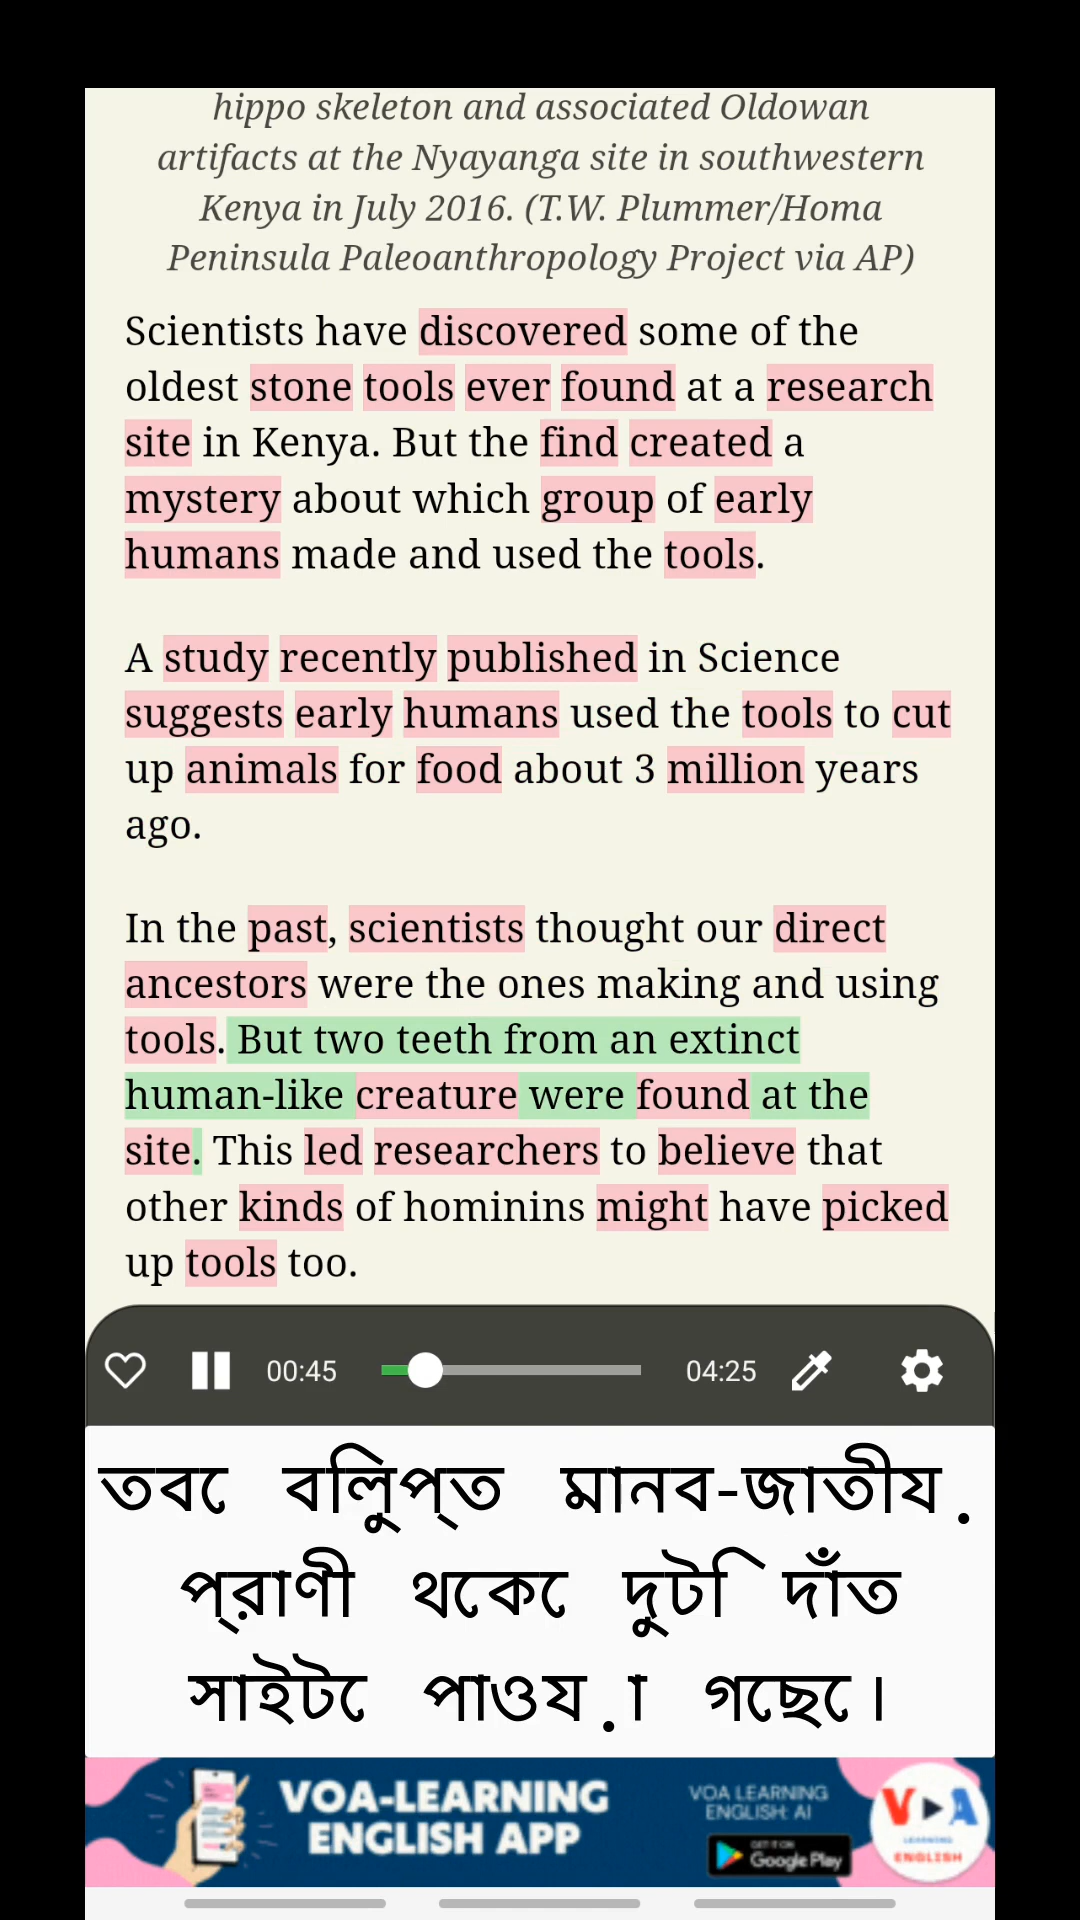 hippo skeleton and associated Oldowan
artifacts at the Nyayanga site in southwestern
Kenya in July 2016. (T.W. Plummer/Homa
Peninsula Paleoanthropology Project via AP)
Scientists have discovered some of the
oldest stone tools ever found at a research
site in Kenya. But the find created a
mystery about which group of early
humans made and used the tools.
A study recently published in Science
suggests early humans used the tools to cut
up animals for food about 3 million years
ago.
In the past, scientists thought our direct
ancestors were the ones making and using
tools. But two teeth from an extinct
human-like creature were found at the
site. This led researchers to believe that
other kinds of hominins might have picked
up tools too.
00:45 04:25
তবে বিলুপ্ত মানব-জাতীয়
প্রাণী থেকে দুটি দাঁত
সাইটে পাওয়া গেছে।
VOA-LEARNING
ENGLISH APP
VOA LEARNING
ENGLISH: AI
GET IT ON
Google Play
VOA
LEARNING
ENGLISH